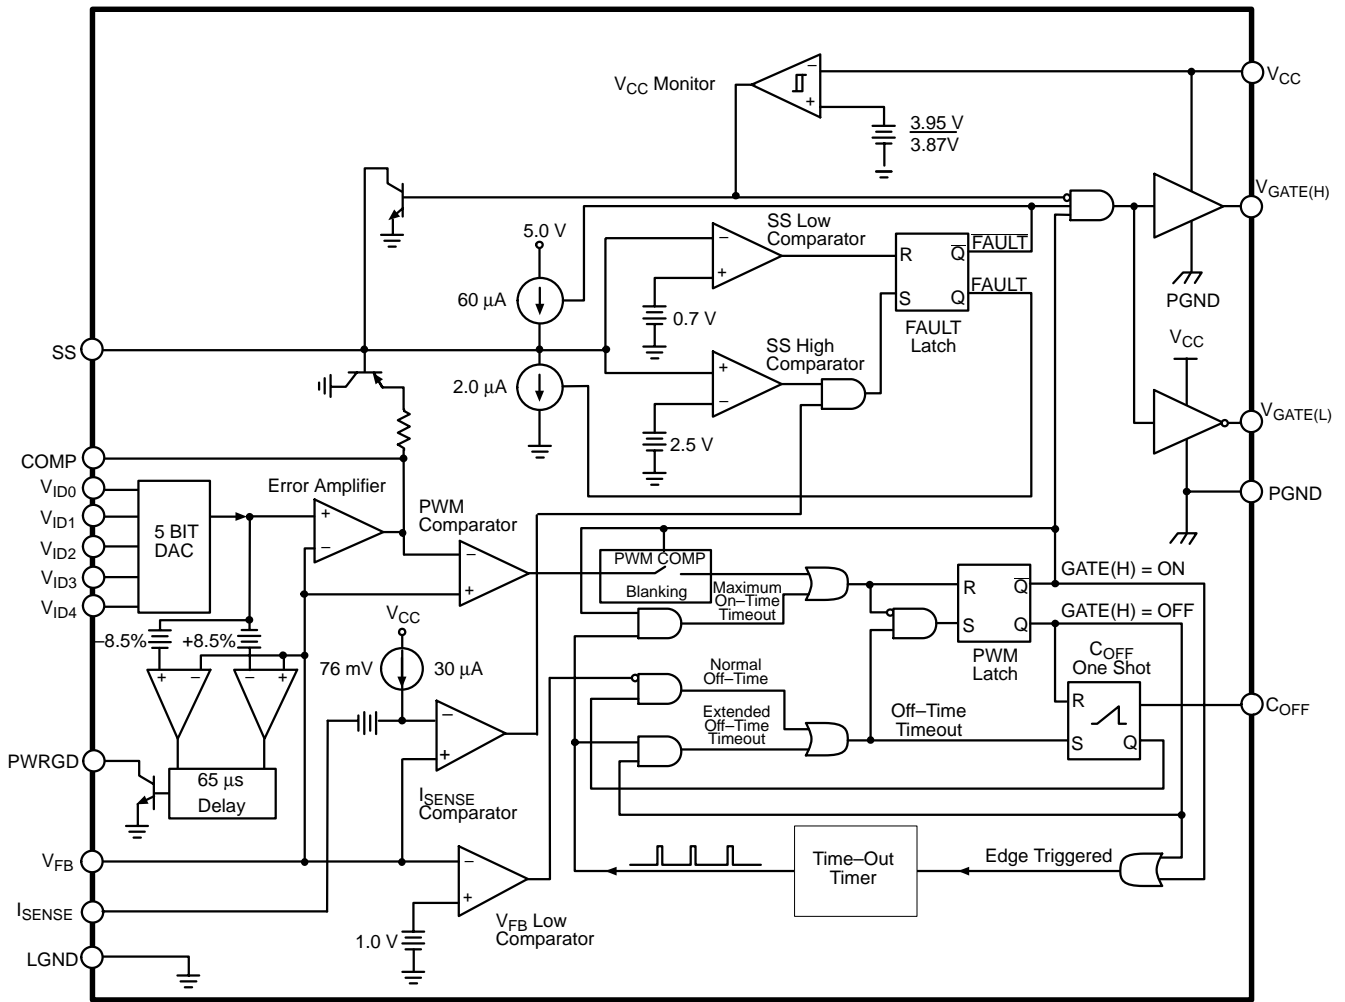 VCC Monitor
− 
+
3.95 V
3.87V
VCC
VGATE(H)
PGND
VCC
VGATE(L)
PGND
5.0 V
60 µA
2.0 µA
SS Low
Comparator
−
+
0.7 V
SS High
Comparator
+
−
2.5 V
R
Q
FAULT
S
Q
FAULT
FAULT
Latch
SS
COMP
VID0
VID1
VID2
VID3
VID4
5 BIT
DAC
Error Amplifier
+
−
PWM
Comparator
−
+
PWM COMP
Blanking
Maximum
On–Time
Timeout
R
Q
S
Q
PWM
Latch
GATE(H) = ON
GATE(H) = OFF
COFF
One Shot
R
S
Q
COFF
–8.5%
+8.5%
+
−
−
+
VCC
76 mV
30 µA
−
+
ISENSE
Comparator
Normal
Off–Time
Extended
Off–Time
Timeout
Off–Time
Timeout
PWRGD
65 µs
Delay
VFB
ISENSE
LGND
−
+
1.0 V
VFB Low
Comparator
Time–Out
Timer
Edge Triggered